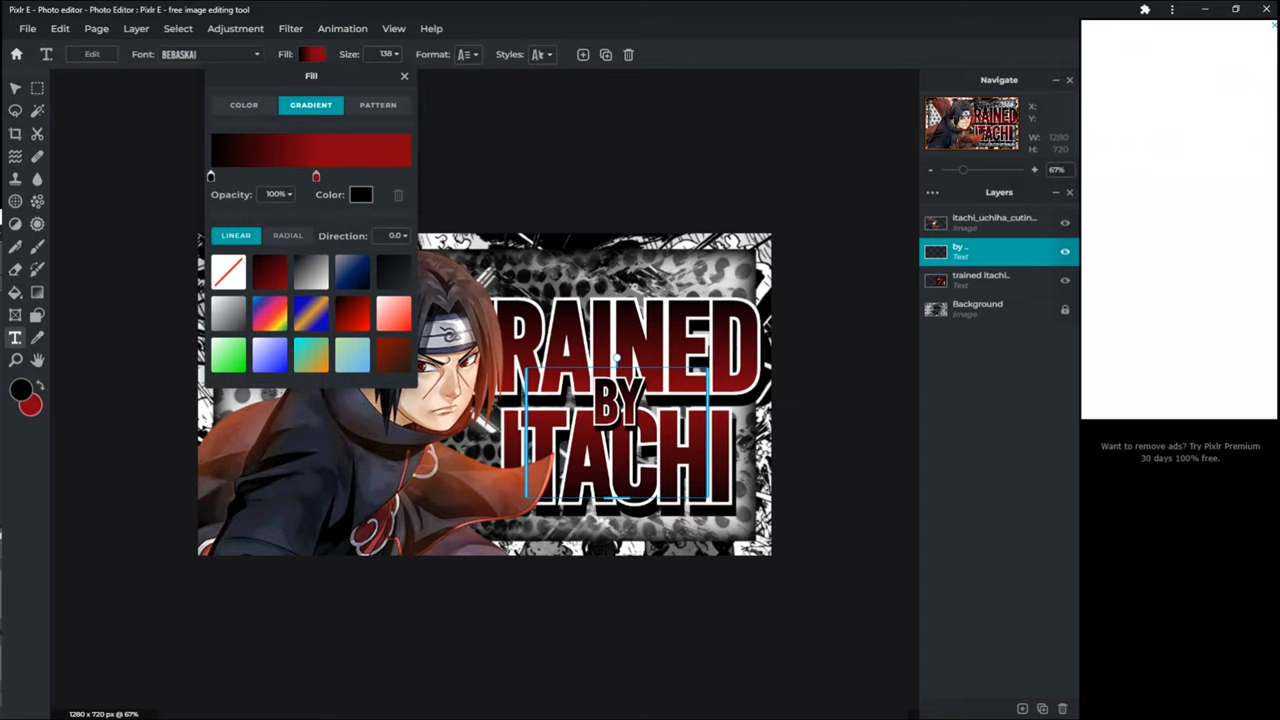 Pixlr E - Photo editor - Photo Editor : Pixlr E - free image editing tool
File Edit Page Layer Select Adjustment Filter Animation View Help
Edit Font: BEBASKAI Fill: Size: 138 Format: Styles:
Fill
COLOR GRADIENT PATTERN
Opacity: 100% Color:
LINEAR RADIAL Direction: 0.0
RAINED
BY
ITACHI
Navigate
X:
Y:
W: 1280
H: 720
67%
Layers
itachi_uchiha_cutin...
Image
by ..
Text
trained itachi..
Text
Background
Image
Want to remove ads? Try Pixlr Premium
30 days 100% free.
1280 x 720 px @ 67%